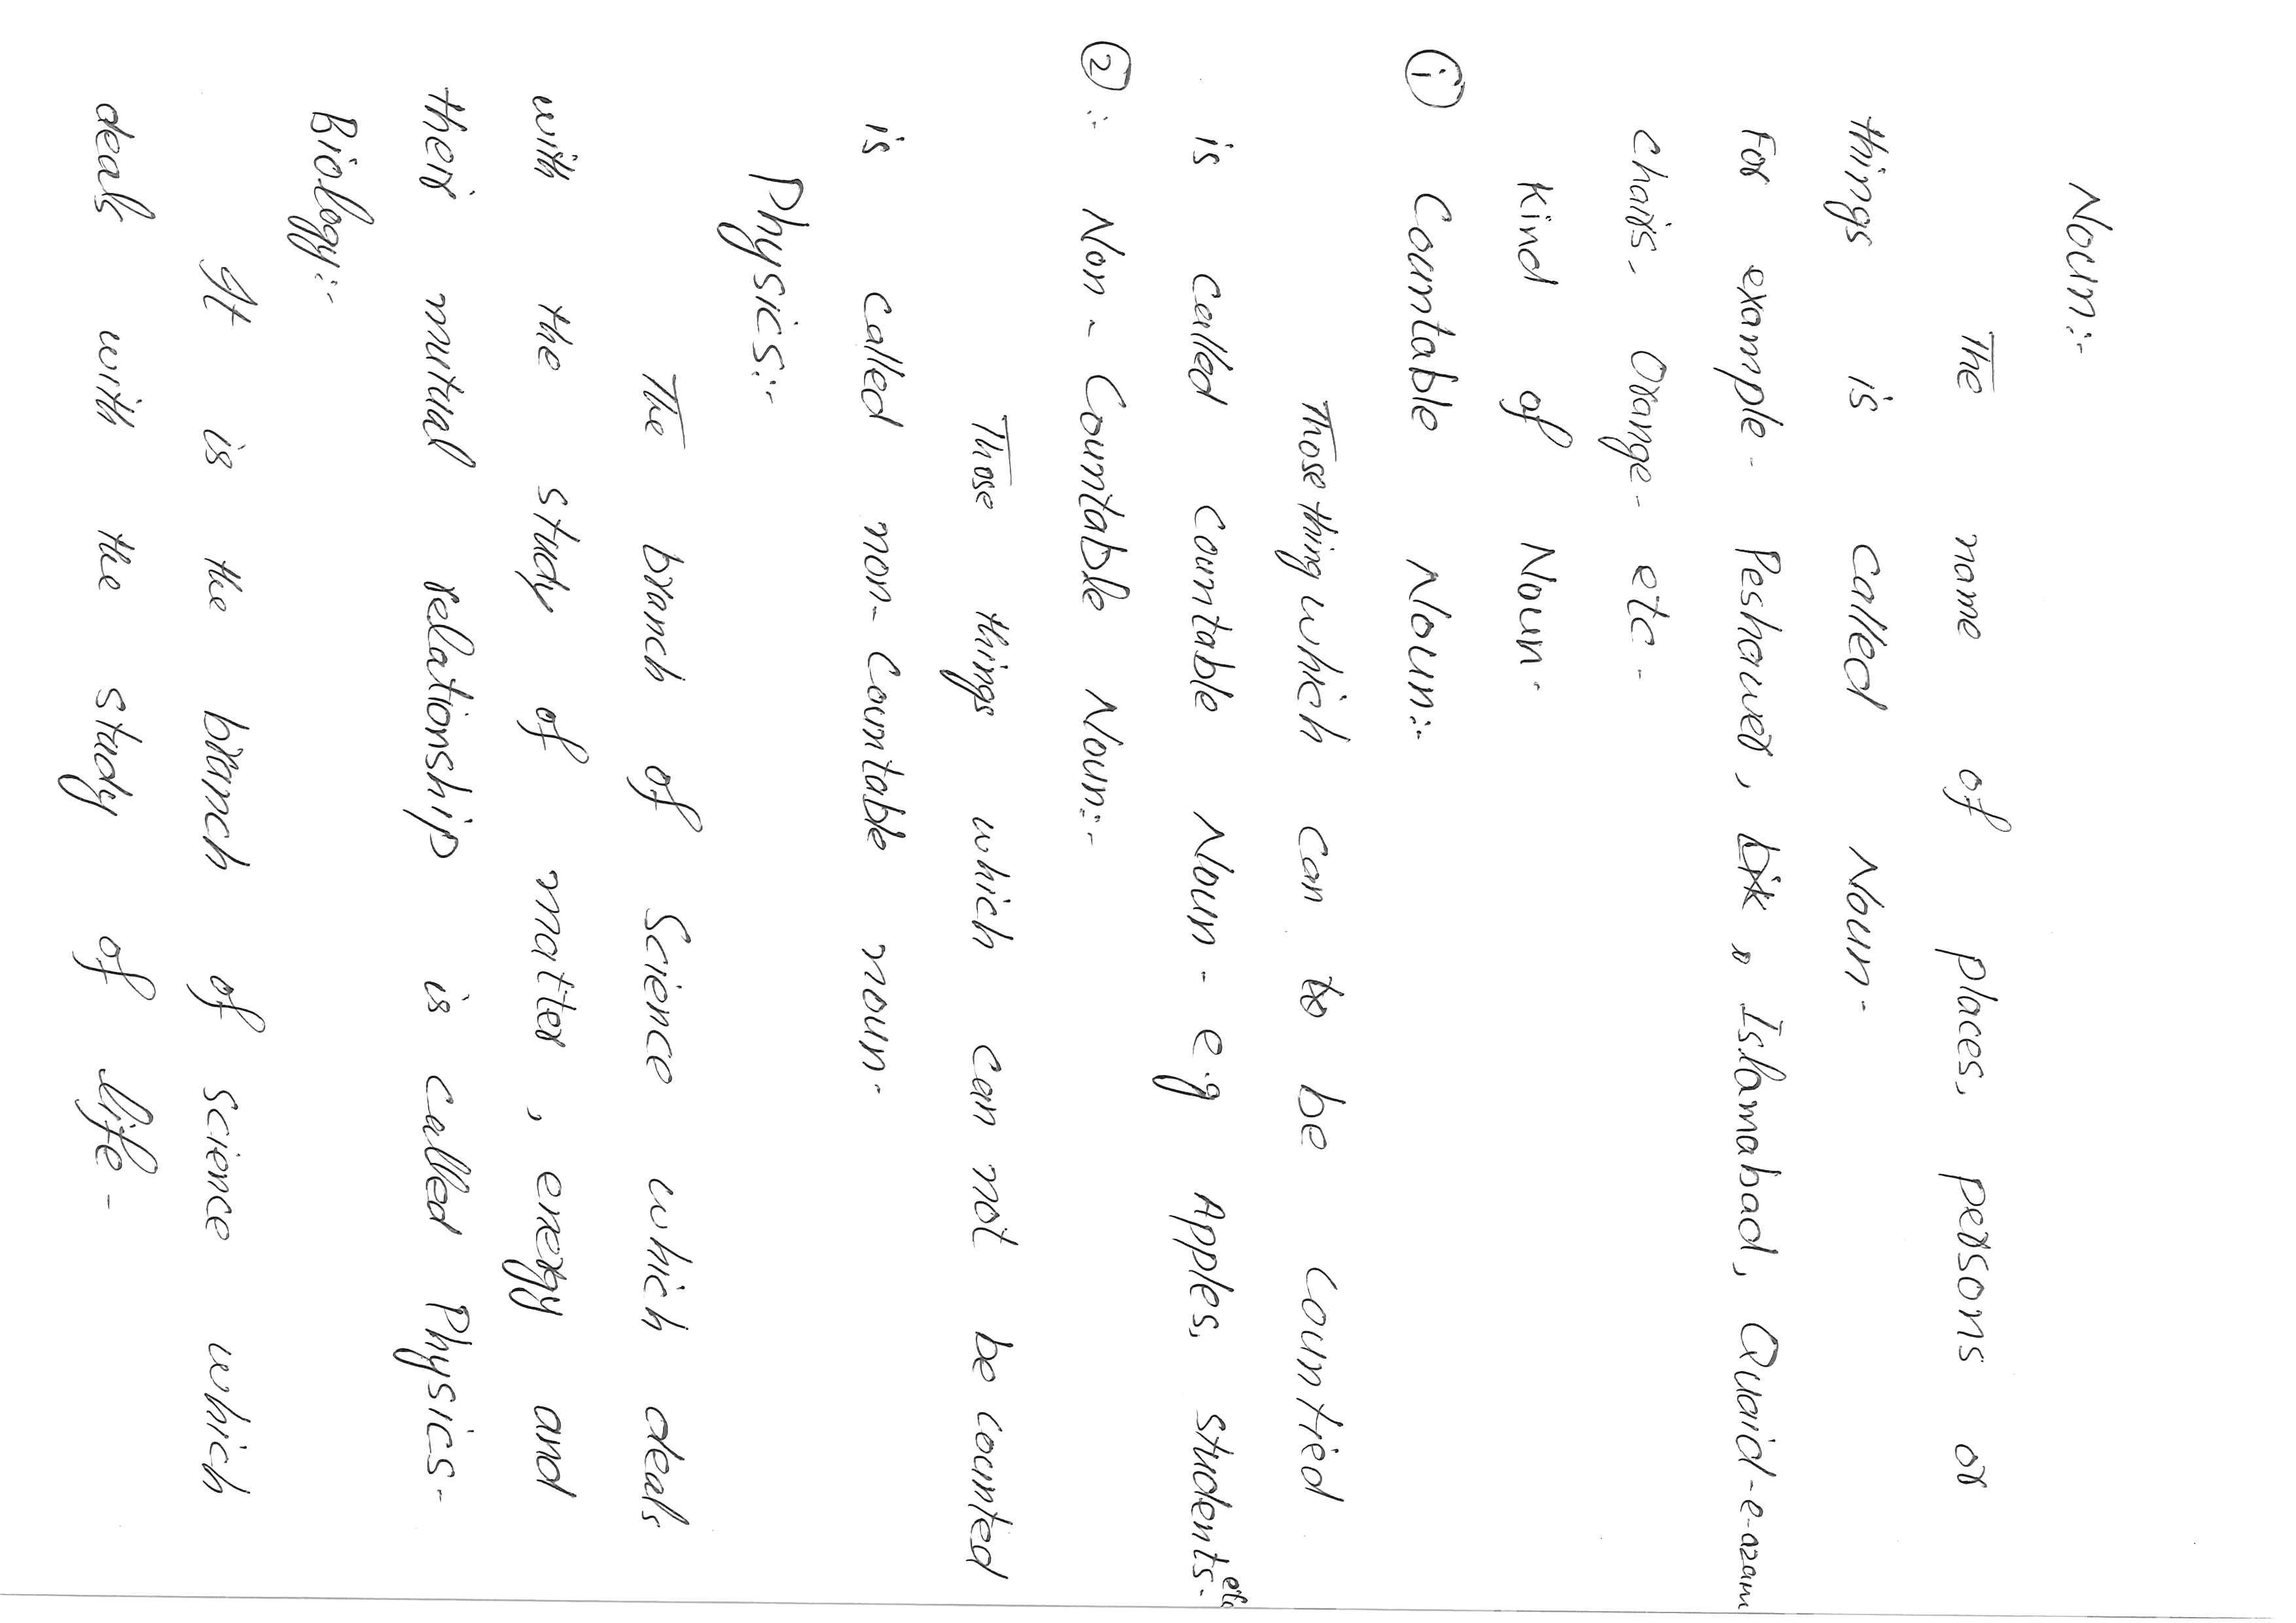 Noun:-
The name of places, persons or
things is called Noun-
For example- Peshawer, Islamabad, Quaid-e-azam
chairs, Orange- etc-
Kind of Noun-
① Countable Noun:-
Those thing which can be countied
is called countable Noun- e.g Apples, students- etc
②:- Non-Countable Noun:-
Those things which can not be counted
is called non-Countable noun-
Physics:-
The branch of Science which deals
with the study of matter, energy and
their mutual relationship is called Physics-
Biology:-
It is the branch of science which
deals with the study of life-